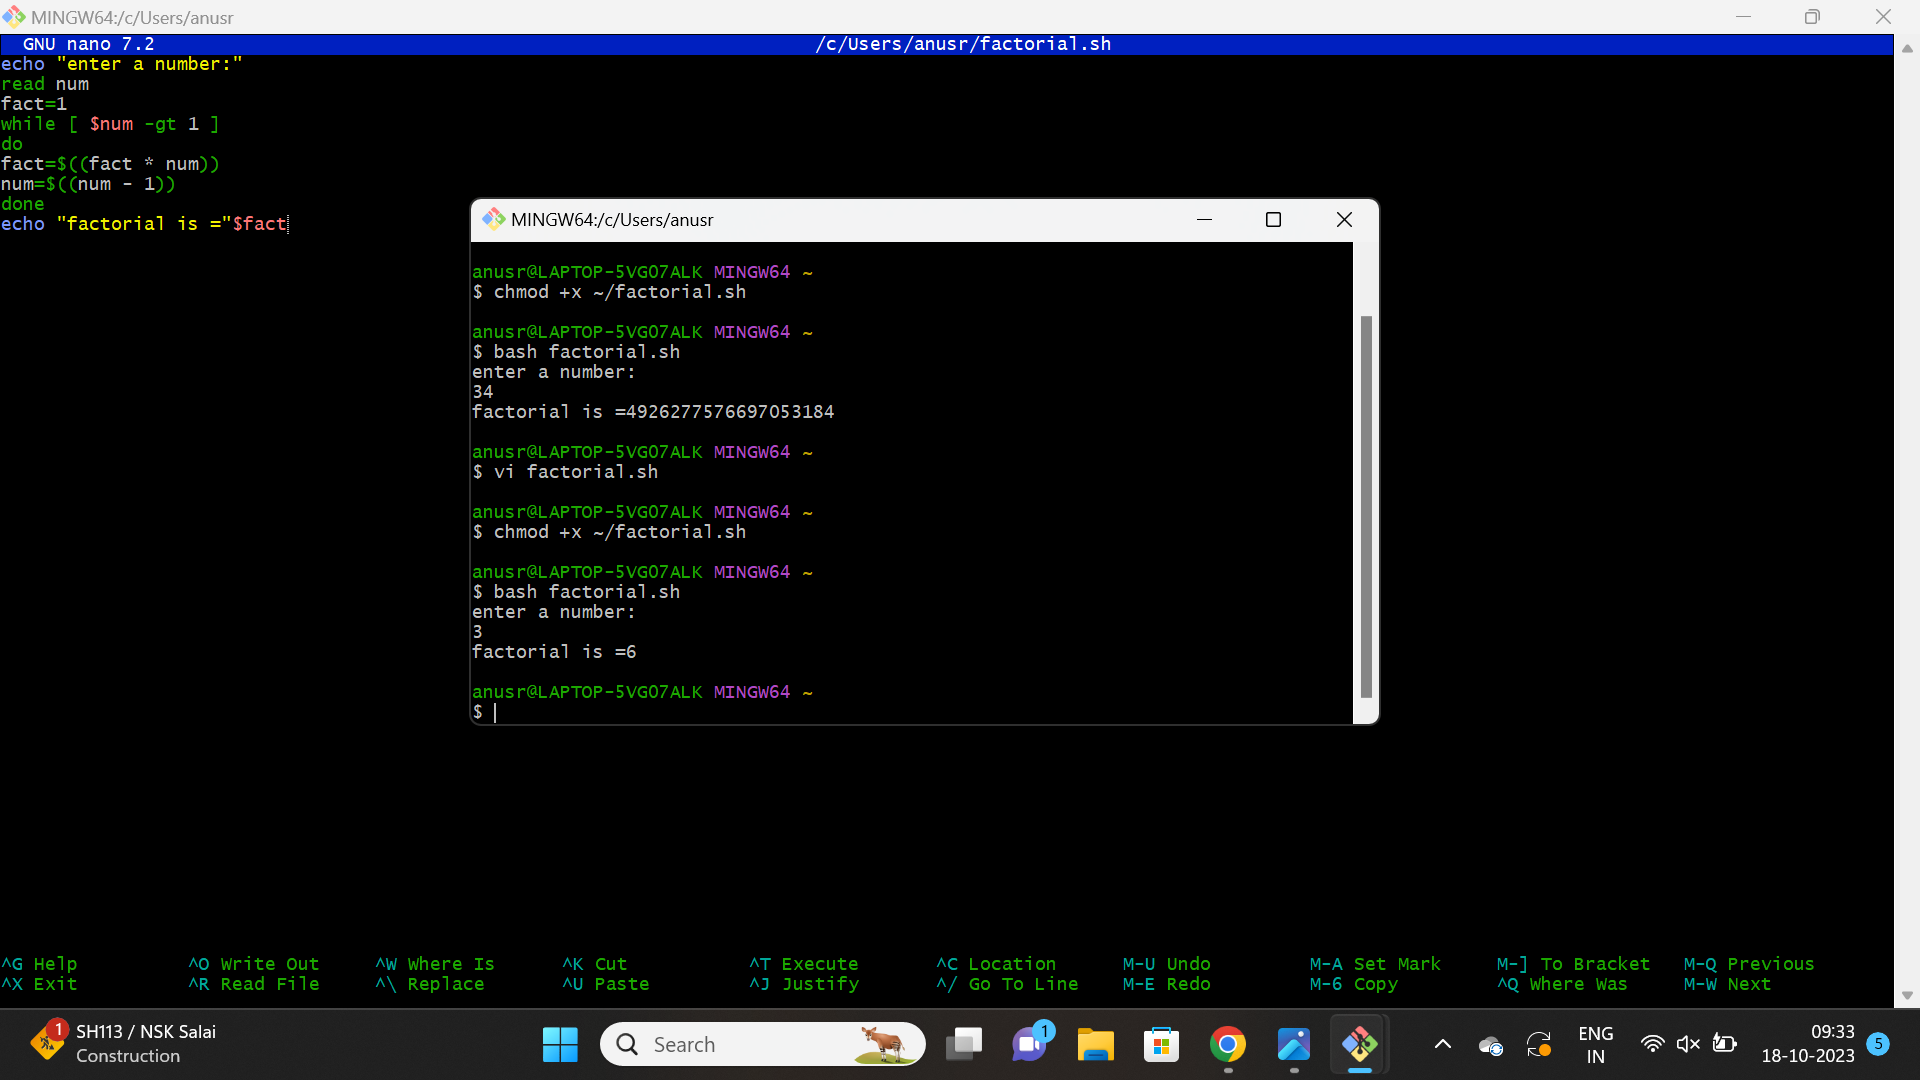 MINGW64:/c/Users/anusr
GNU nano 7.2 /c/Users/anusr/factorial.sh
echo "enter a number:"
read num
fact=1
while [ $num -gt 1 ]
do
fact=$((fact * num))
num=$((num - 1))
done
echo "factorial is ="$fact
MINGW64:/c/Users/anusr
anusr@LAPTOP-5VGO7ALK MINGW64 ~
$ chmod +x ~/factorial.sh
anusr@LAPTOP-5VGO7ALK MINGW64 ~
$ bash factorial.sh
enter a number:
34
factorial is =4926277576697053184
anusr@LAPTOP-5VGO7ALK MINGW64 ~
$ vi factorial.sh
anusr@LAPTOP-5VGO7ALK MINGW64 ~
$ chmod +x ~/factorial.sh
anusr@LAPTOP-5VGO7ALK MINGW64 ~
$ bash factorial.sh
enter a number:
3
factorial is =6
anusr@LAPTOP-5VGO7ALK MINGW64 ~
$
^G Help ^O Write Out ^W Where Is ^K Cut ^T Execute ^C Location M-U Undo M-A Set Mark M-] To Bracket M-Q Previous
^X Exit ^R Read File ^\ Replace ^U Paste ^J Justify ^/ Go To Line M-E Redo M-6 Copy ^Q Where Was M-W Next
1
SH113 / NSK Salai
Construction
Search
1
ENG
IN
09:33
18-10-2023
5